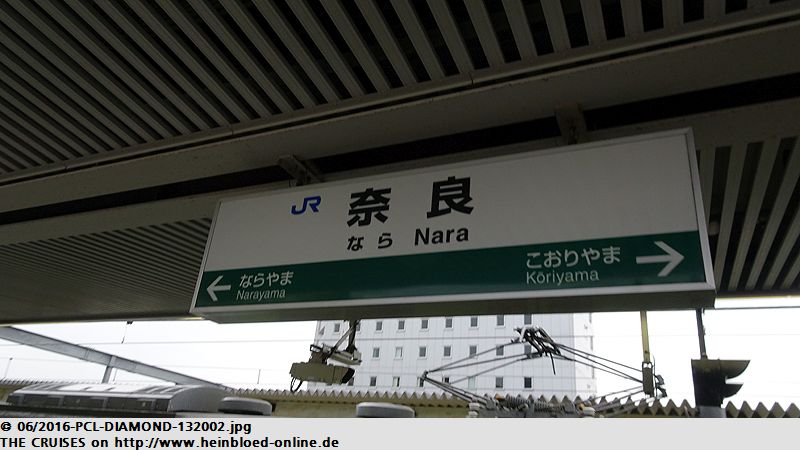 JR 奈良
なら Nara
← ならやま こおりやま →
Narayama Kōriyama
© 06/2016-PCL-DIAMOND-132002.jpg
THE CRUISES on http://www.heinbloed-online.de